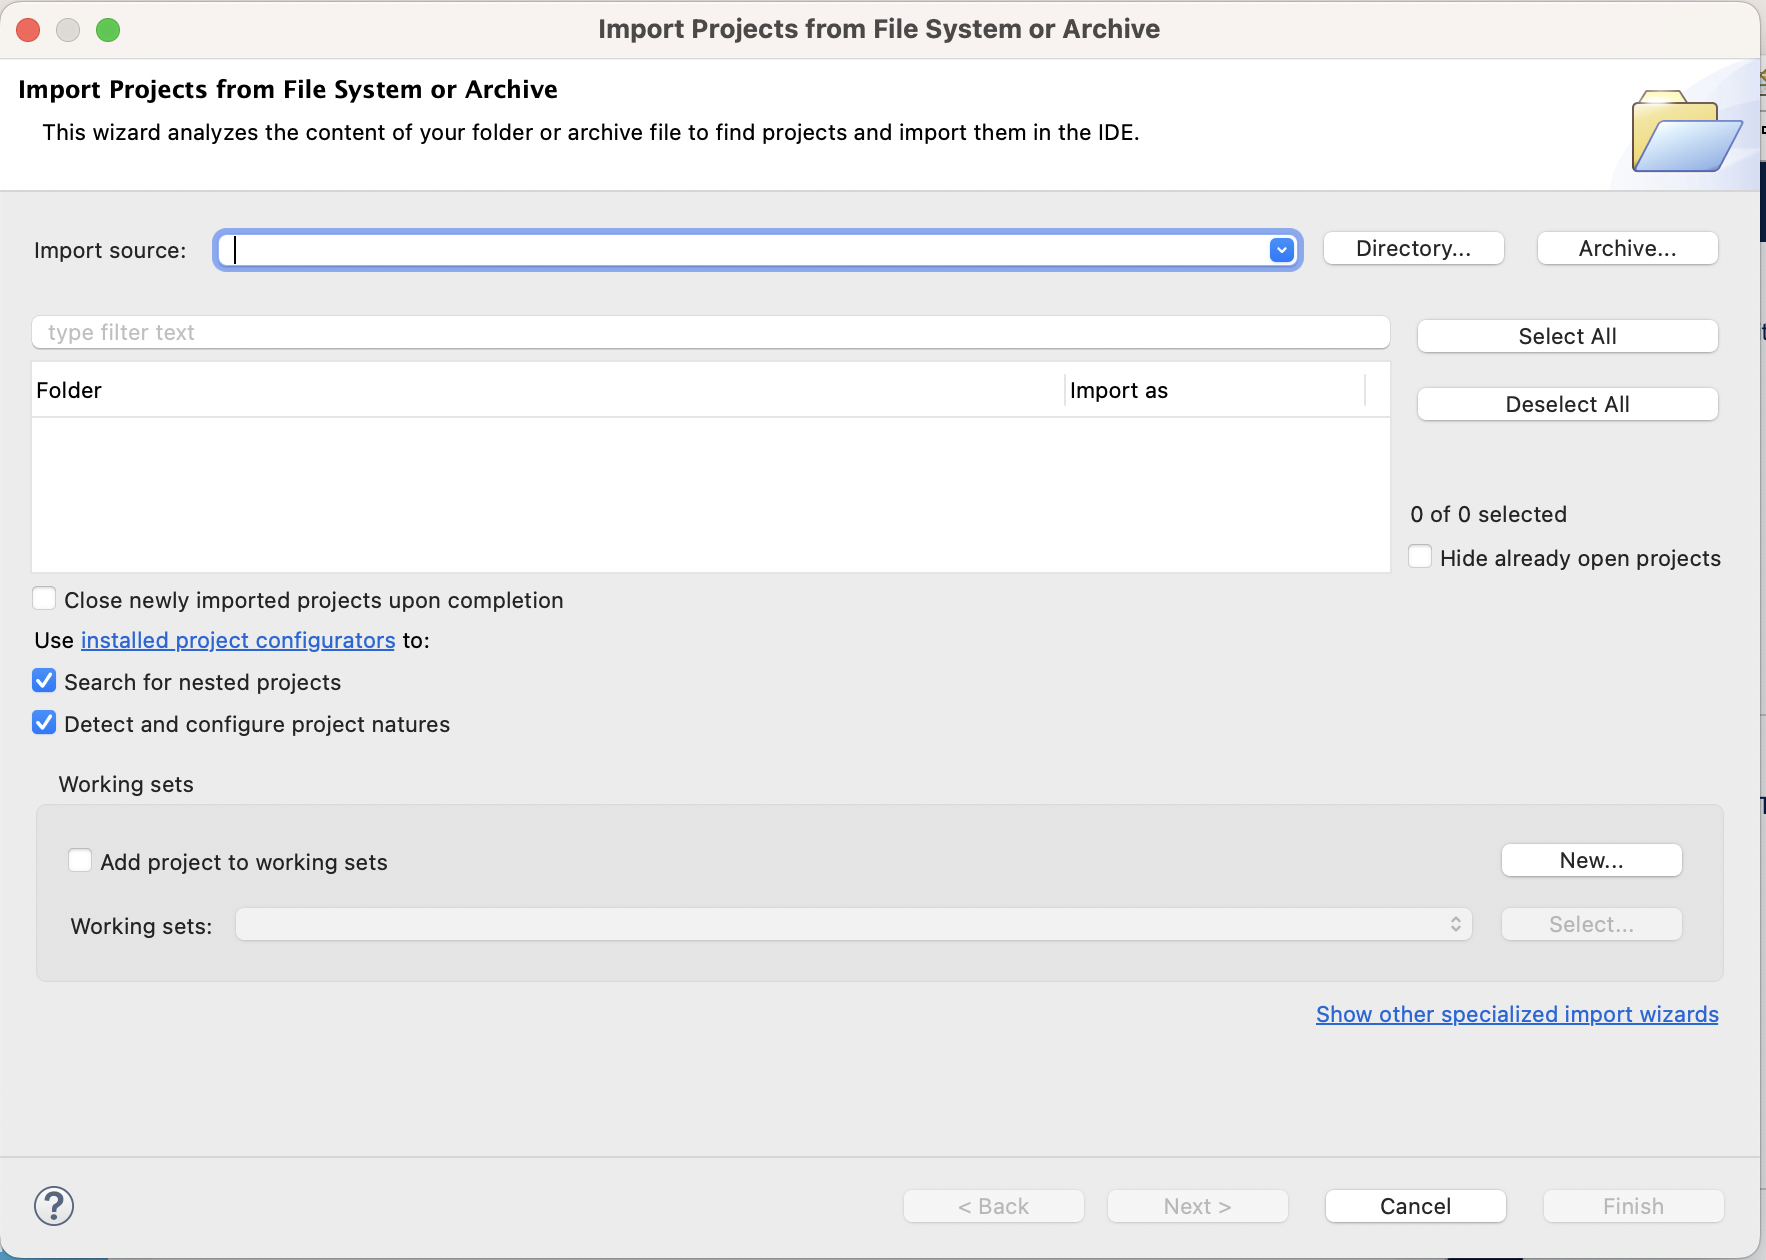 Import Projects from File System or Archive
Import Projects from File System or Archive
This wizard analyzes the content of your folder or archive file to find projects and import them in the IDE.
Import source:
Directory...
Archive...
type filter text
Select All
Folder
Import as
Deselect All
0 of 0 selected
Hide already open projects
Close newly imported projects upon completion
Use installed project configurators to:
Search for nested projects
Detect and configure project natures
Working sets
Add project to working sets
New...
Working sets:
Select...
Show other specialized import wizards
?
< Back
Next >
Cancel
Finish